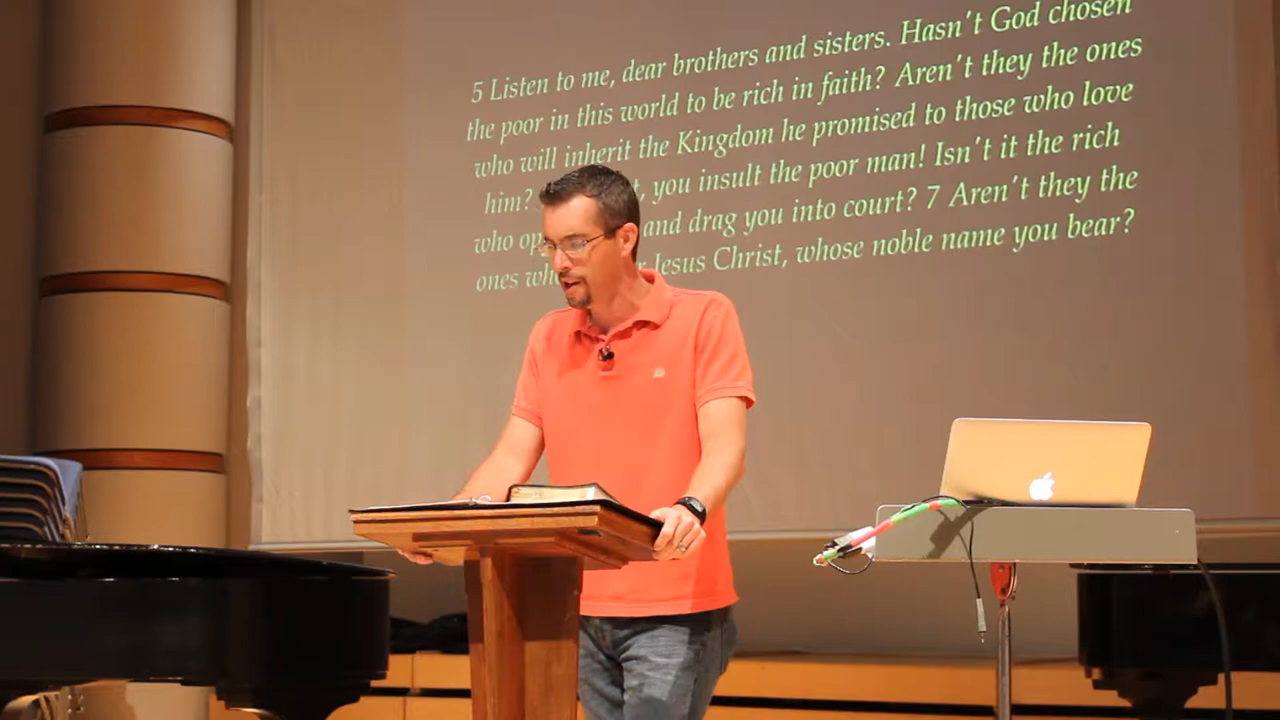 5 Listen to me, dear brothers and sisters. Hasn't God chosen
the poor in this world to be rich in faith? Aren't they the ones
who will inherit the Kingdom he promised to those who love
him? you insult the poor man! Isn't it the rich
who and drag you into court? 7 Aren't they the
ones Jesus Christ, whose noble name you bear?